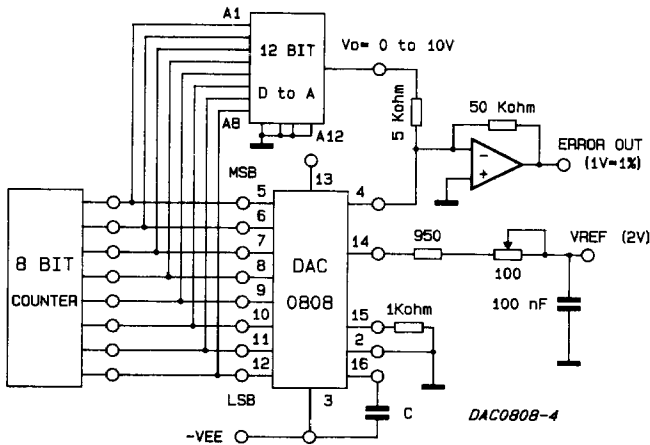 A1
12 BIT
D to A
A8
A12
Vo= 0 to 10V
5 Kohm
50 Kohm
ERROR OUT
(1V=1%)
MSB
13
5
4
6
7
14
950
100
VREF (2V)
100 nF
8 BIT
COUNTER
8
DAC
0808
9
10
15
1Kohm
11
2
12
16
LSB
3
C
-VEE
DAC0808-4